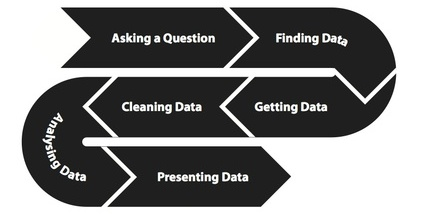 Asking a Question
Finding Data
Getting Data
Cleaning Data
Analysing Data
Presenting Data